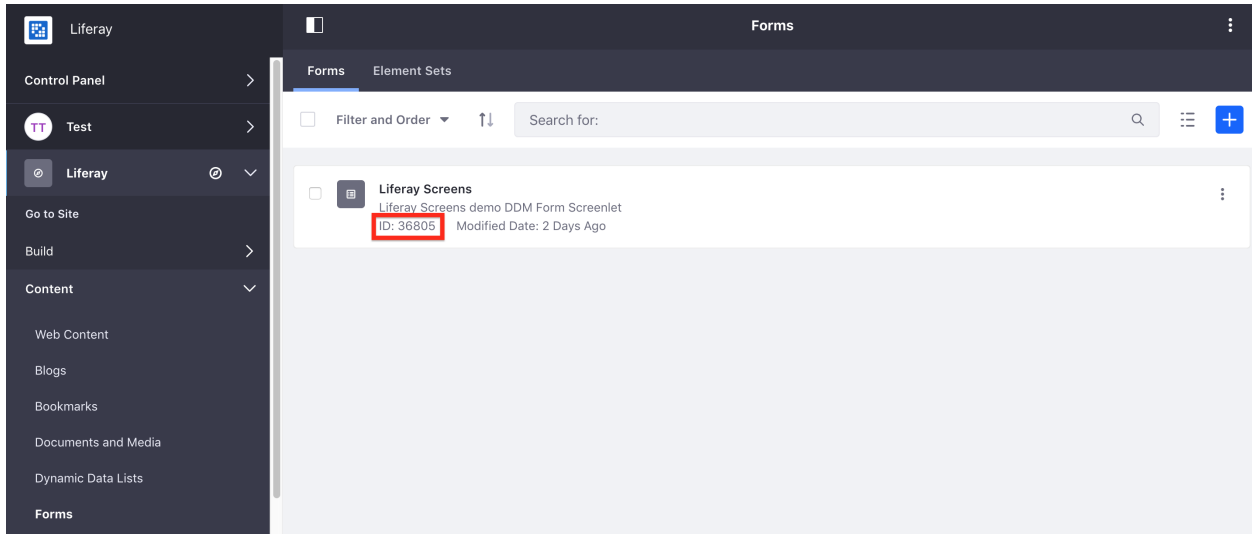 Liferay
Control Panel
TT Test
Liferay
Go to Site
Build
Content
Web Content
Blogs
Bookmarks
Documents and Media
Dynamic Data Lists
Forms
Forms
Forms Element Sets
Filter and Order Search for:
Liferay Screens
Liferay Screens demo DDM Form Screenlet
ID: 36805 Modified Date: 2 Days Ago